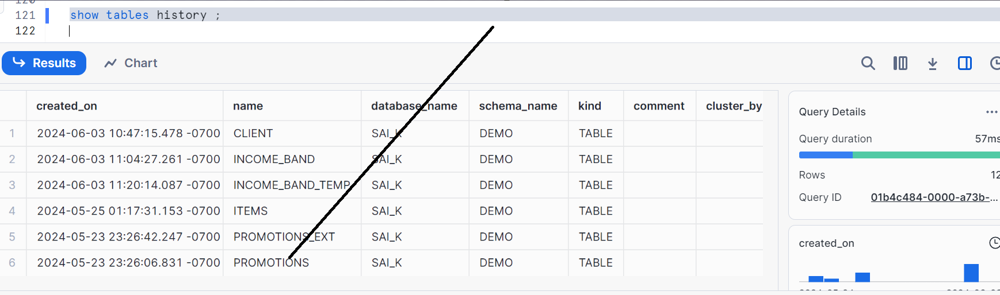 121 show tables history ;
122
Results Chart
created_on name database_name schema_name kind comment cluster_by
1 2024-06-03 10:47:15.478 -0700 CLIENT SAI_K DEMO TABLE
2 2024-06-03 11:04:27.261 -0700 INCOME_BAND SAI_K DEMO TABLE
3 2024-06-03 11:20:14.087 -0700 INCOME_BAND_TEMP SAI_K DEMO TABLE
4 2024-05-25 01:17:31.153 -0700 ITEMS SAI_K DEMO TABLE
5 2024-05-23 23:26:42.247 -0700 PROMOTIONS_EXT SAI_K DEMO TABLE
6 2024-05-23 23:26:06.831 -0700 PROMOTIONS SAI_K DEMO TABLE
Query Details ...
Query duration 57ms
Rows 12
Query ID 01b4c484-0000-a73b-...
created_on